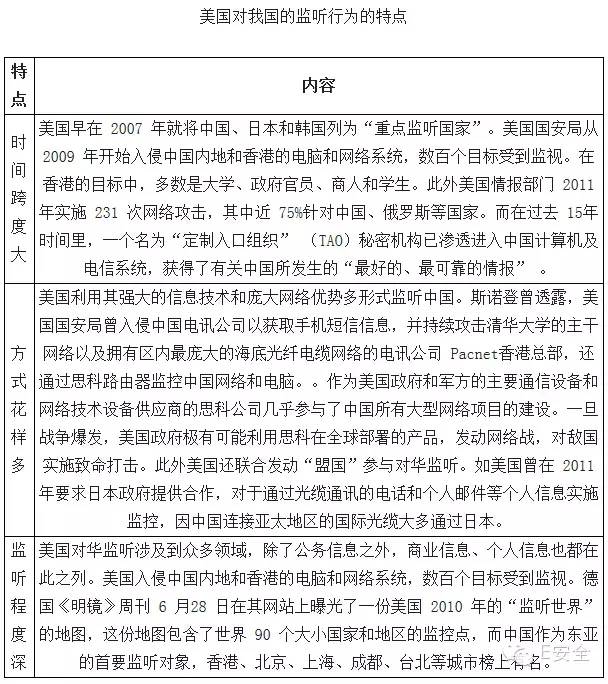 美国对我国的监听行为的特点
特点
内容
时间跨度大
美国早在 2007 年就将中国、日本和韩国列为“重点监听国家”。美国国安局从
2009 年开始入侵中国内地和香港的电脑和网络系统，数百个目标受到监视。在
香港的目标中，多数是大学、政府官员、商人和学生。此外美国情报部门 2011
年实施 231 次网络攻击，其中近 75%针对中国、俄罗斯等国家。而在过去 15年
时间里，一个名为“定制入口组织” （TAO）秘密机构已渗透进入中国计算机及
电信系统，获得了有关中国所发生的“最好的、最可靠的情报” 。
方式花样多
美国利用其强大的信息技术和庞大网络优势多形式监听中国。斯诺登曾透露，美
国国安局曾入侵中国电讯公司以获取手机短信信息，并持续攻击清华大学的主干
网络以及拥有区内最庞大的海底光纤电缆网络的电讯公司 Pacnet香港总部，还
通过思科路由器监控中国网络和电脑。。作为美国政府和军方的主要通信设备和
网络技术设备供应商的思科公司几乎参与了中国所有大型网络项目的建设。一旦
战争爆发，美国政府极有可能利用思科在全球部署的产品，发动网络战，对敌国
实施致命打击。此外美国还联合发动“盟国”参与对华监听。如美国曾在 2011
年要求日本政府提供合作，对于通过光缆通讯的电话和个人邮件等个人信息实施
监控，因中国连接亚太地区的国际光缆大多通过日本。
监听程度深
美国对华监听涉及到众多领域，除了公务信息之外，商业信息、个人信息也都在
此之列。美国入侵中国内地和香港的电脑和网络系统，数百个目标受到监视。德
国《明镜》周刊 6 月28 日在其网站上曝光了一份美国 2010 年的“监听世界”
的地图，这份地图包含了世界 90 个大小国家和地区的监控点，而中国作为东亚
的首要监听对象，香港、北京、上海、成都、台北等城市榜上有名。
E安全